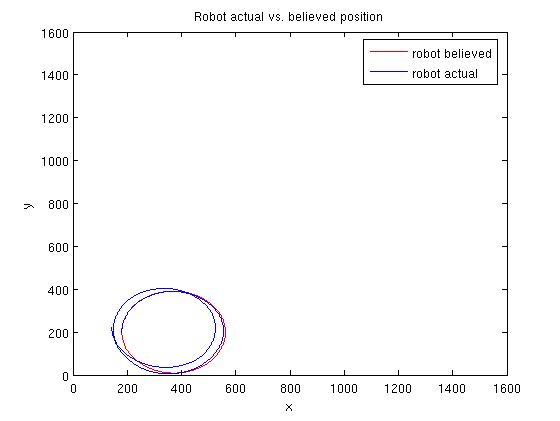 Robot actual vs. believed position
robot believed
robot actual
1600
1400
1200
1000
800
600
400
200
0
y
0 200 400 600 800 1000 1200 1400 1600
x